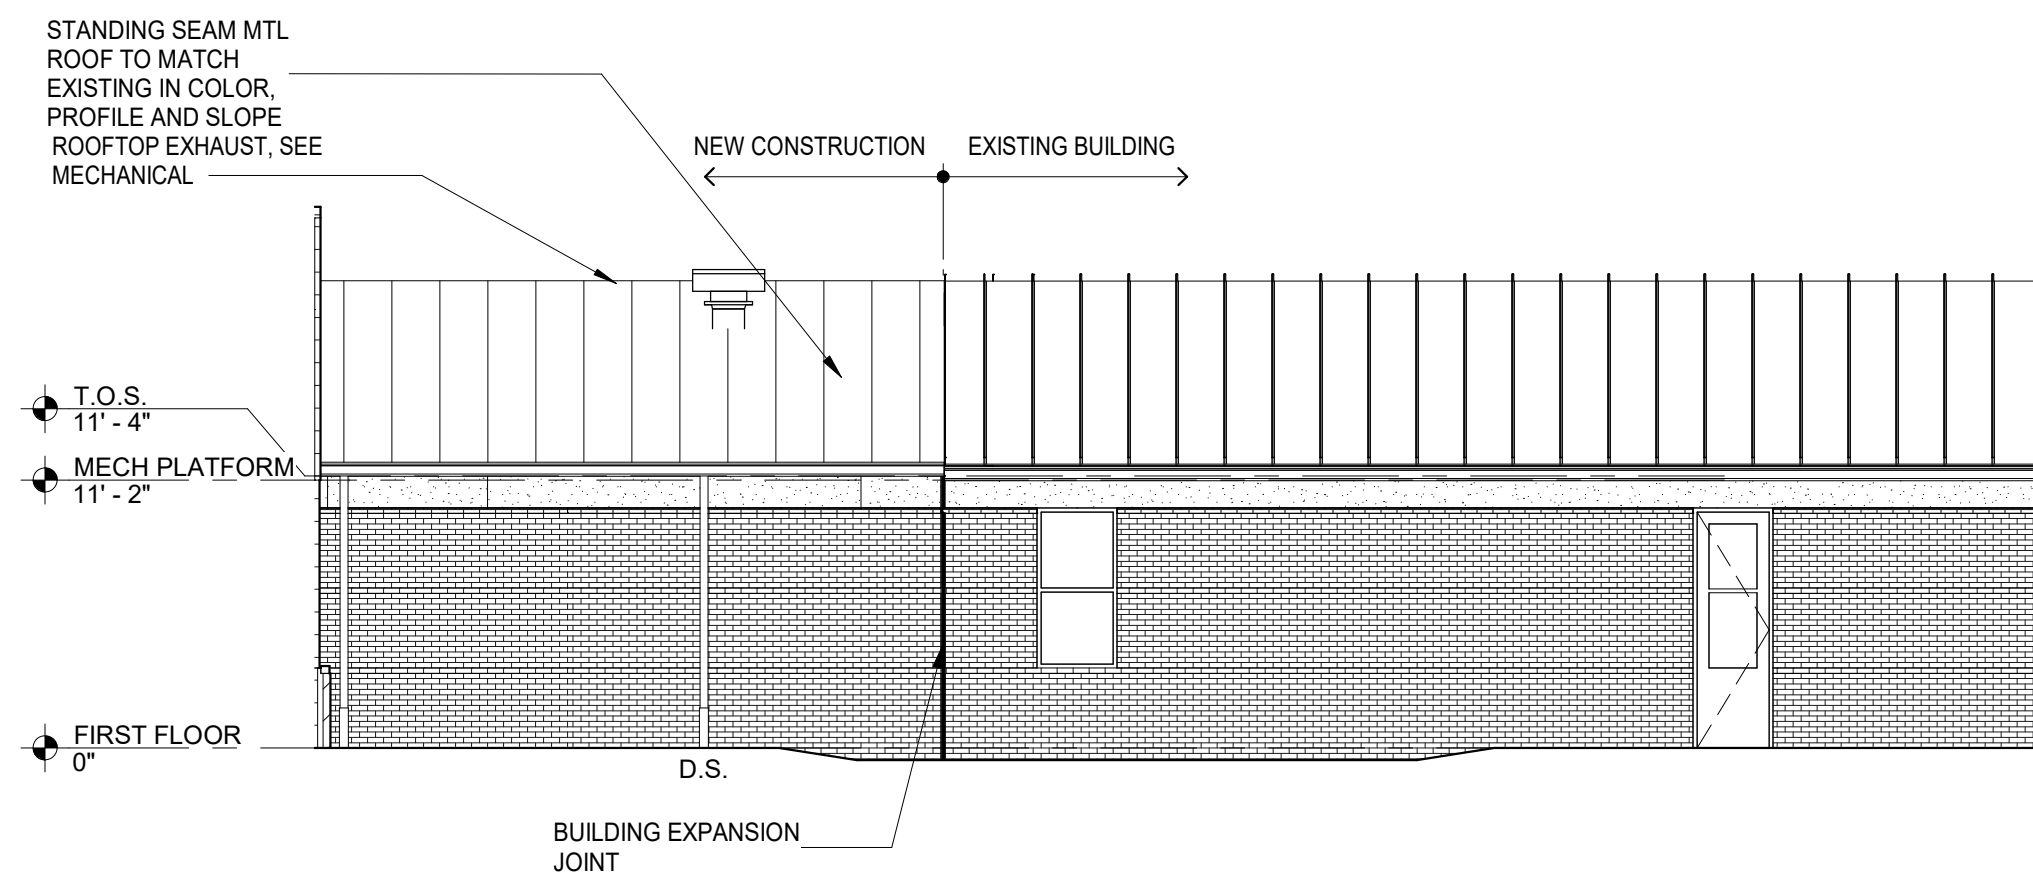 STANDING SEAM MTL
ROOF TO MATCH
EXISTING IN COLOR,
PROFILE AND SLOPE
ROOFTOP EXHAUST, SEE
MECHANICAL
NEW CONSTRUCTION
EXISTING BUILDING
T.O.S.
11' - 4"
MECH PLATFORM
11' - 2"
FIRST FLOOR
0"
D.S.
BUILDING EXPANSION
JOINT